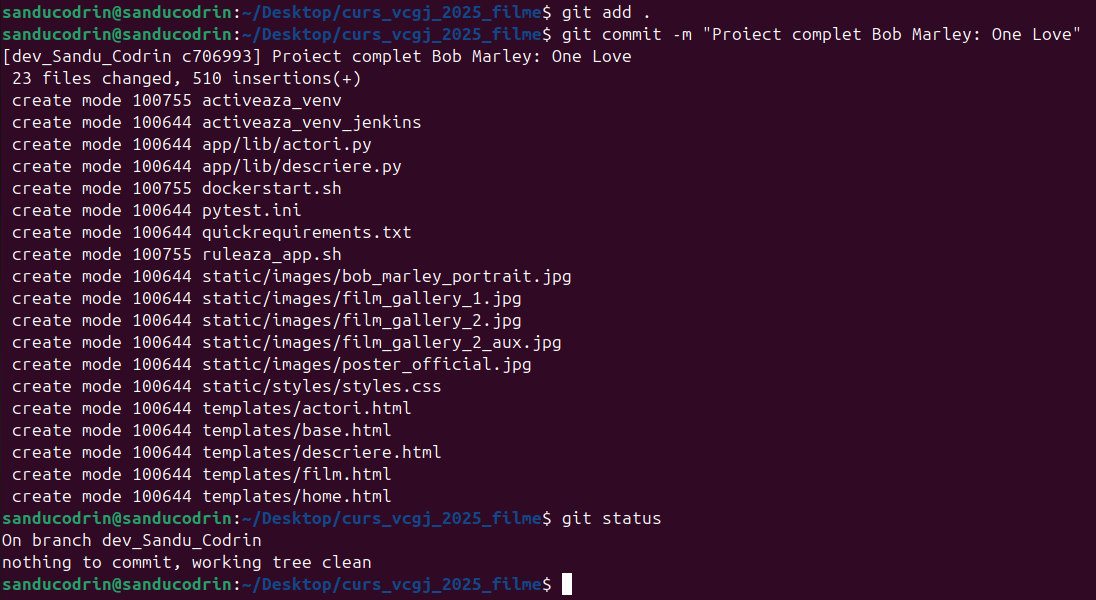 sanducodrin@sanducodrin:~/Desktop/curs_vcgj_2025_filme$ git add .
sanducodrin@sanducodrin:~/Desktop/curs_vcgj_2025_filme$ git commit -m "Proiect complet Bob Marley: One Love"
[dev_Sandu_Codrin c706993] Proiect complet Bob Marley: One Love
 23 files changed, 510 insertions(+)
 create mode 100755 activeaza_venv
 create mode 100644 activeaza_venv_jenkins
 create mode 100644 app/lib/actori.py
 create mode 100644 app/lib/descriere.py
 create mode 100755 dockerstart.sh
 create mode 100644 pytest.ini
 create mode 100644 quickrequirements.txt
 create mode 100755 ruleaza_app.sh
 create mode 100644 static/images/bob_marley_portrait.jpg
 create mode 100644 static/images/film_gallery_1.jpg
 create mode 100644 static/images/film_gallery_2.jpg
 create mode 100644 static/images/film_gallery_2_aux.jpg
 create mode 100644 static/images/poster_official.jpg
 create mode 100644 static/styles/styles.css
 create mode 100644 templates/actori.html
 create mode 100644 templates/base.html
 create mode 100644 templates/descriere.html
 create mode 100644 templates/film.html
 create mode 100644 templates/home.html
sanducodrin@sanducodrin:~/Desktop/curs_vcgj_2025_filme$ git status
On branch dev_Sandu_Codrin
nothing to commit, working tree clean
sanducodrin@sanducodrin:~/Desktop/curs_vcgj_2025_filme$